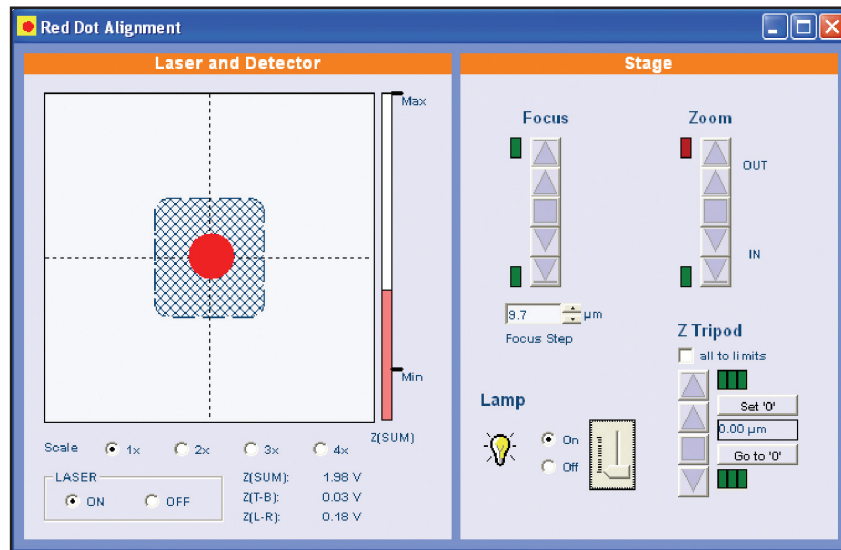 Red Dot Alignment
Laser and Detector
Max
Min
Z(SUM)
Scale 1x 2x 3x 4x
LASER
ON OFF
Z(SUM): 1.98 V
Z(T-B): 0.03 V
Z(L-R): 0.18 V
Stage
Focus
9.7 µm
Focus Step
Zoom
OUT
IN
Lamp
On
Off
Z Tripod
all to limits
Set '0'
0.00 µm
Go to '0'